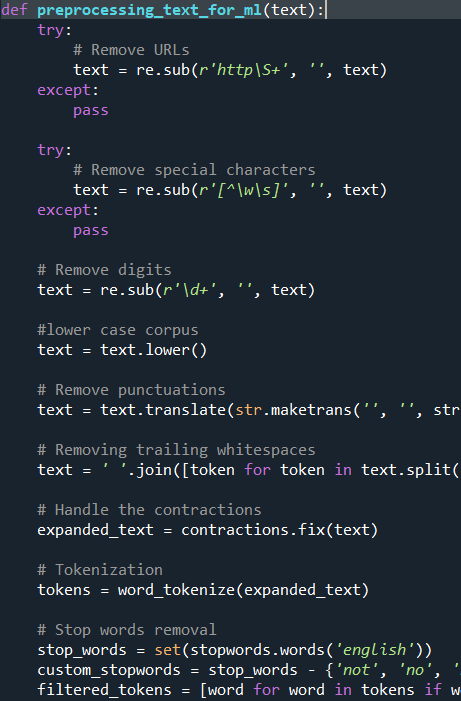 def preprocessing_text_for_ml(text):
    try:
        # Remove URLs
        text = re.sub(r'http\S+', '', text)
    except:
        pass

    try:
        # Remove special characters
        text = re.sub(r'[^\w\s]', '', text)
    except:
        pass

    # Remove digits
    text = re.sub(r'\d+', '', text)

    #lower case corpus
    text = text.lower()

    # Remove punctuations
    text = text.translate(str.maketrans('', '', str

    # Removing trailing whitespaces
    text = ' '.join([token for token in text.split(

    # Handle the contractions
    expanded_text = contractions.fix(text)

    # Tokenization
    tokens = word_tokenize(expanded_text)

    # Stop words removal
    stop_words = set(stopwords.words('english'))
    custom_stopwords = stop_words - {'not', 'no', '
    filtered_tokens = [word for word in tokens if w